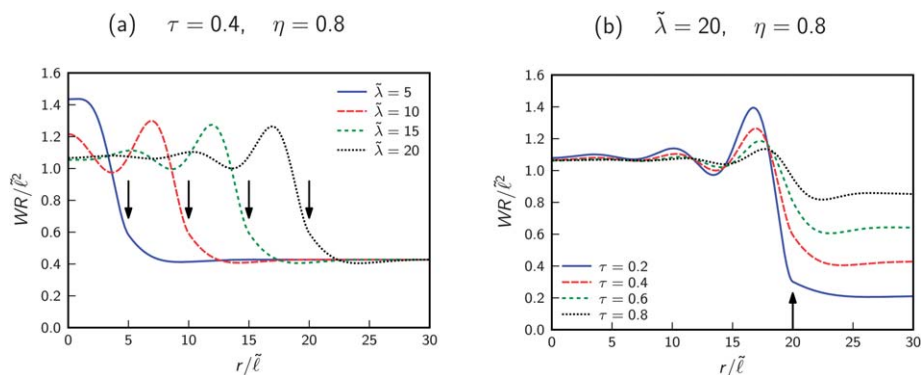 (a) τ = 0.4, η = 0.8
WR/ℓ̃²
1.6
1.4
1.2
1.0
0.8
0.6
0.4
0.2
0.0
λ̃ = 5
λ̃ = 10
λ̃ = 15
λ̃ = 20
0 5 10 15 20 25 30
r/ℓ̃
(b) λ̃ = 20, η = 0.8
WR/ℓ̃²
1.6
1.4
1.2
1.0
0.8
0.6
0.4
0.2
0.0
τ = 0.2
τ = 0.4
τ = 0.6
τ = 0.8
0 5 10 15 20 25 30
r/ℓ̃